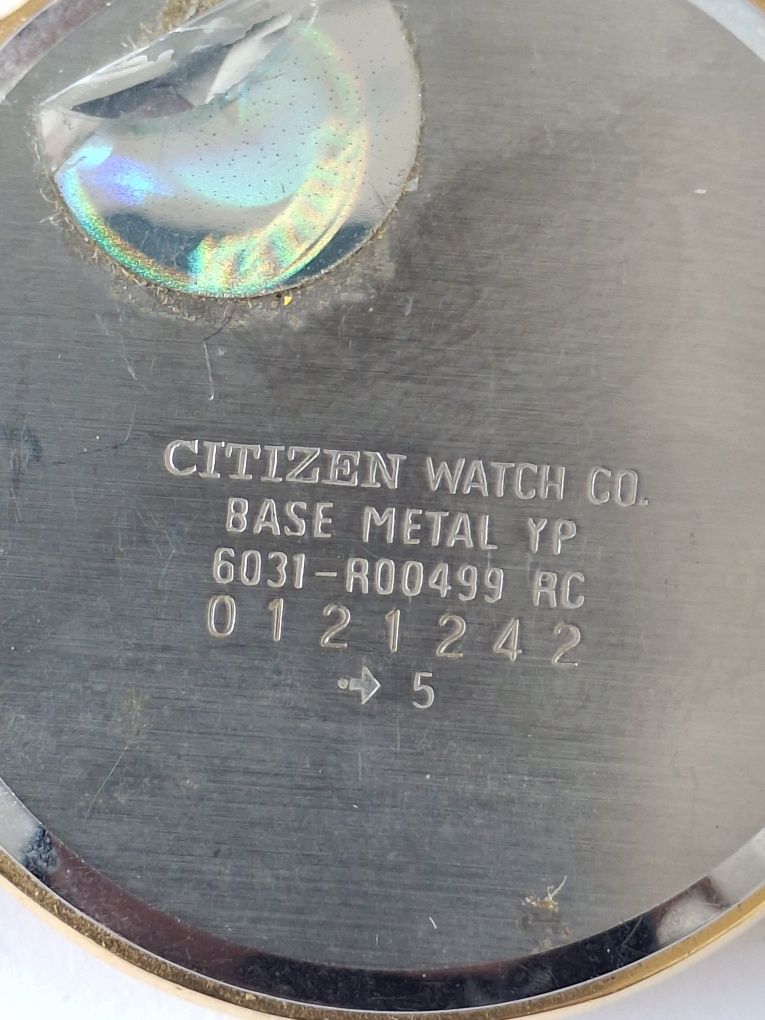 CITIZEN WATCH CO.
BASE METAL YP
6031-R00499 RC
0121242
5